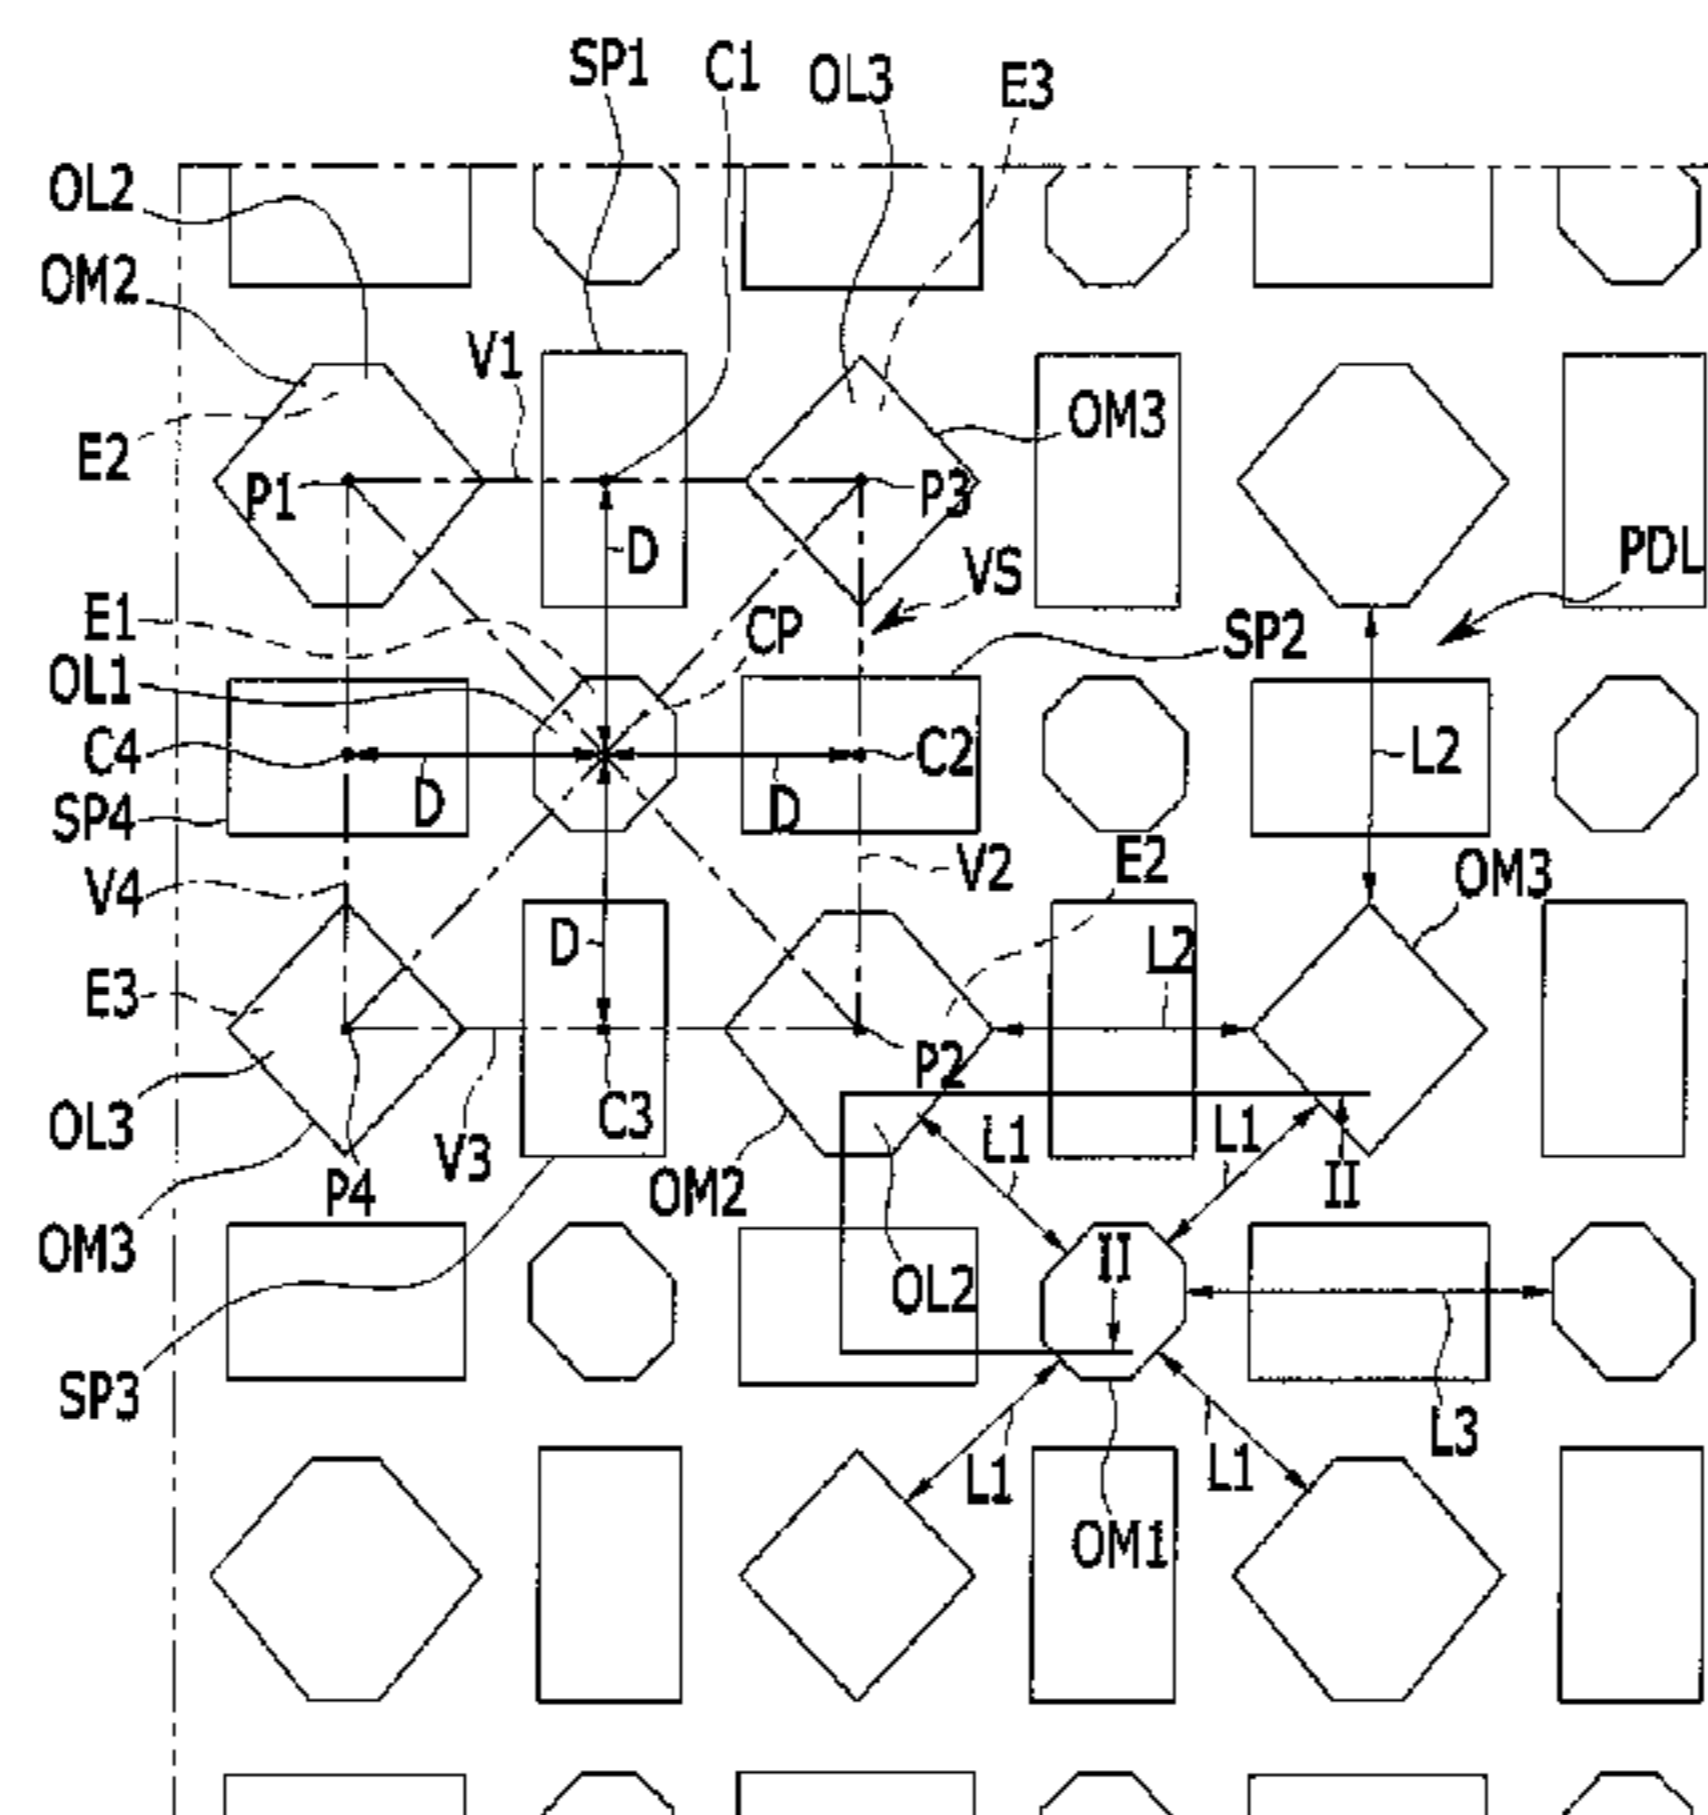 SP1 C1 OL3 E3
OL2
OM2
V1
OM3
E2
P1 P3
D VS PDL
E1 CP SP2
OL1
C4 C2 L2
D D
SP4
V4 V2 E2 OM3
D L2
E3
P2
OL3 C3 L1 L1
V3 OM2 II
P4
OM3 II
OL2
SP3
L3
L1 L1
OM1